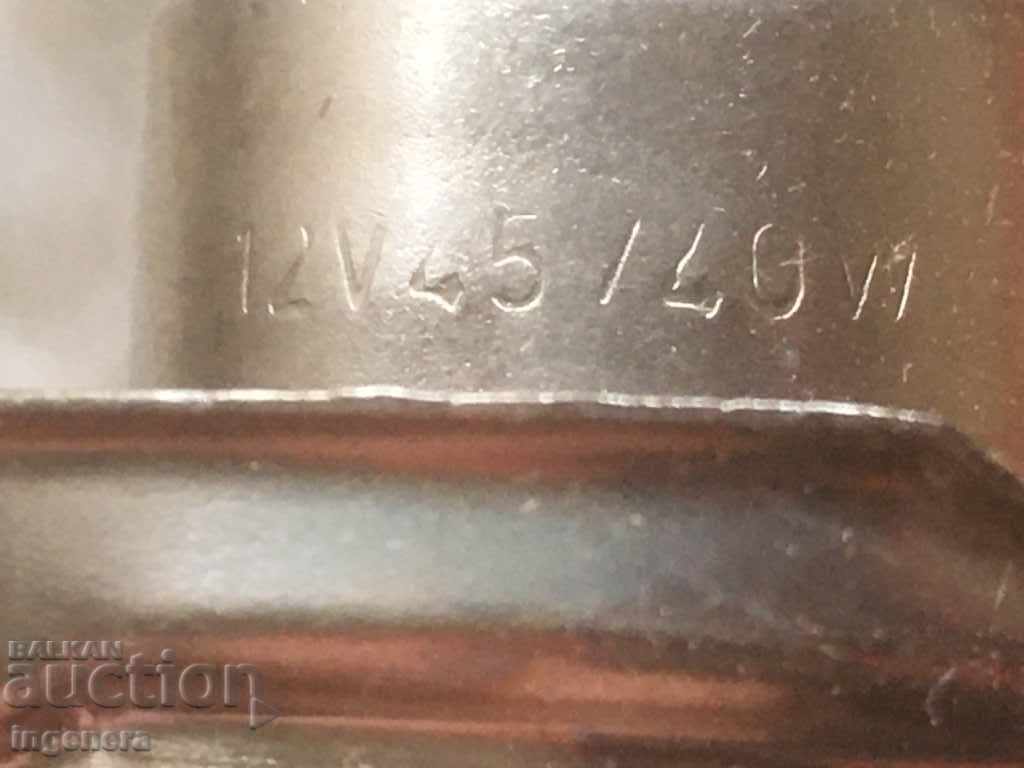 12V45/40W
BALKAN
auction
ingenera